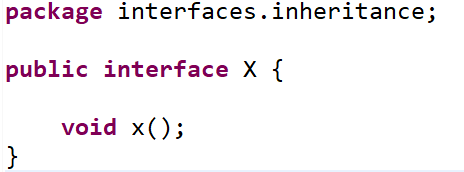 package interfaces.inheritance;
public interface X {
void x();
}